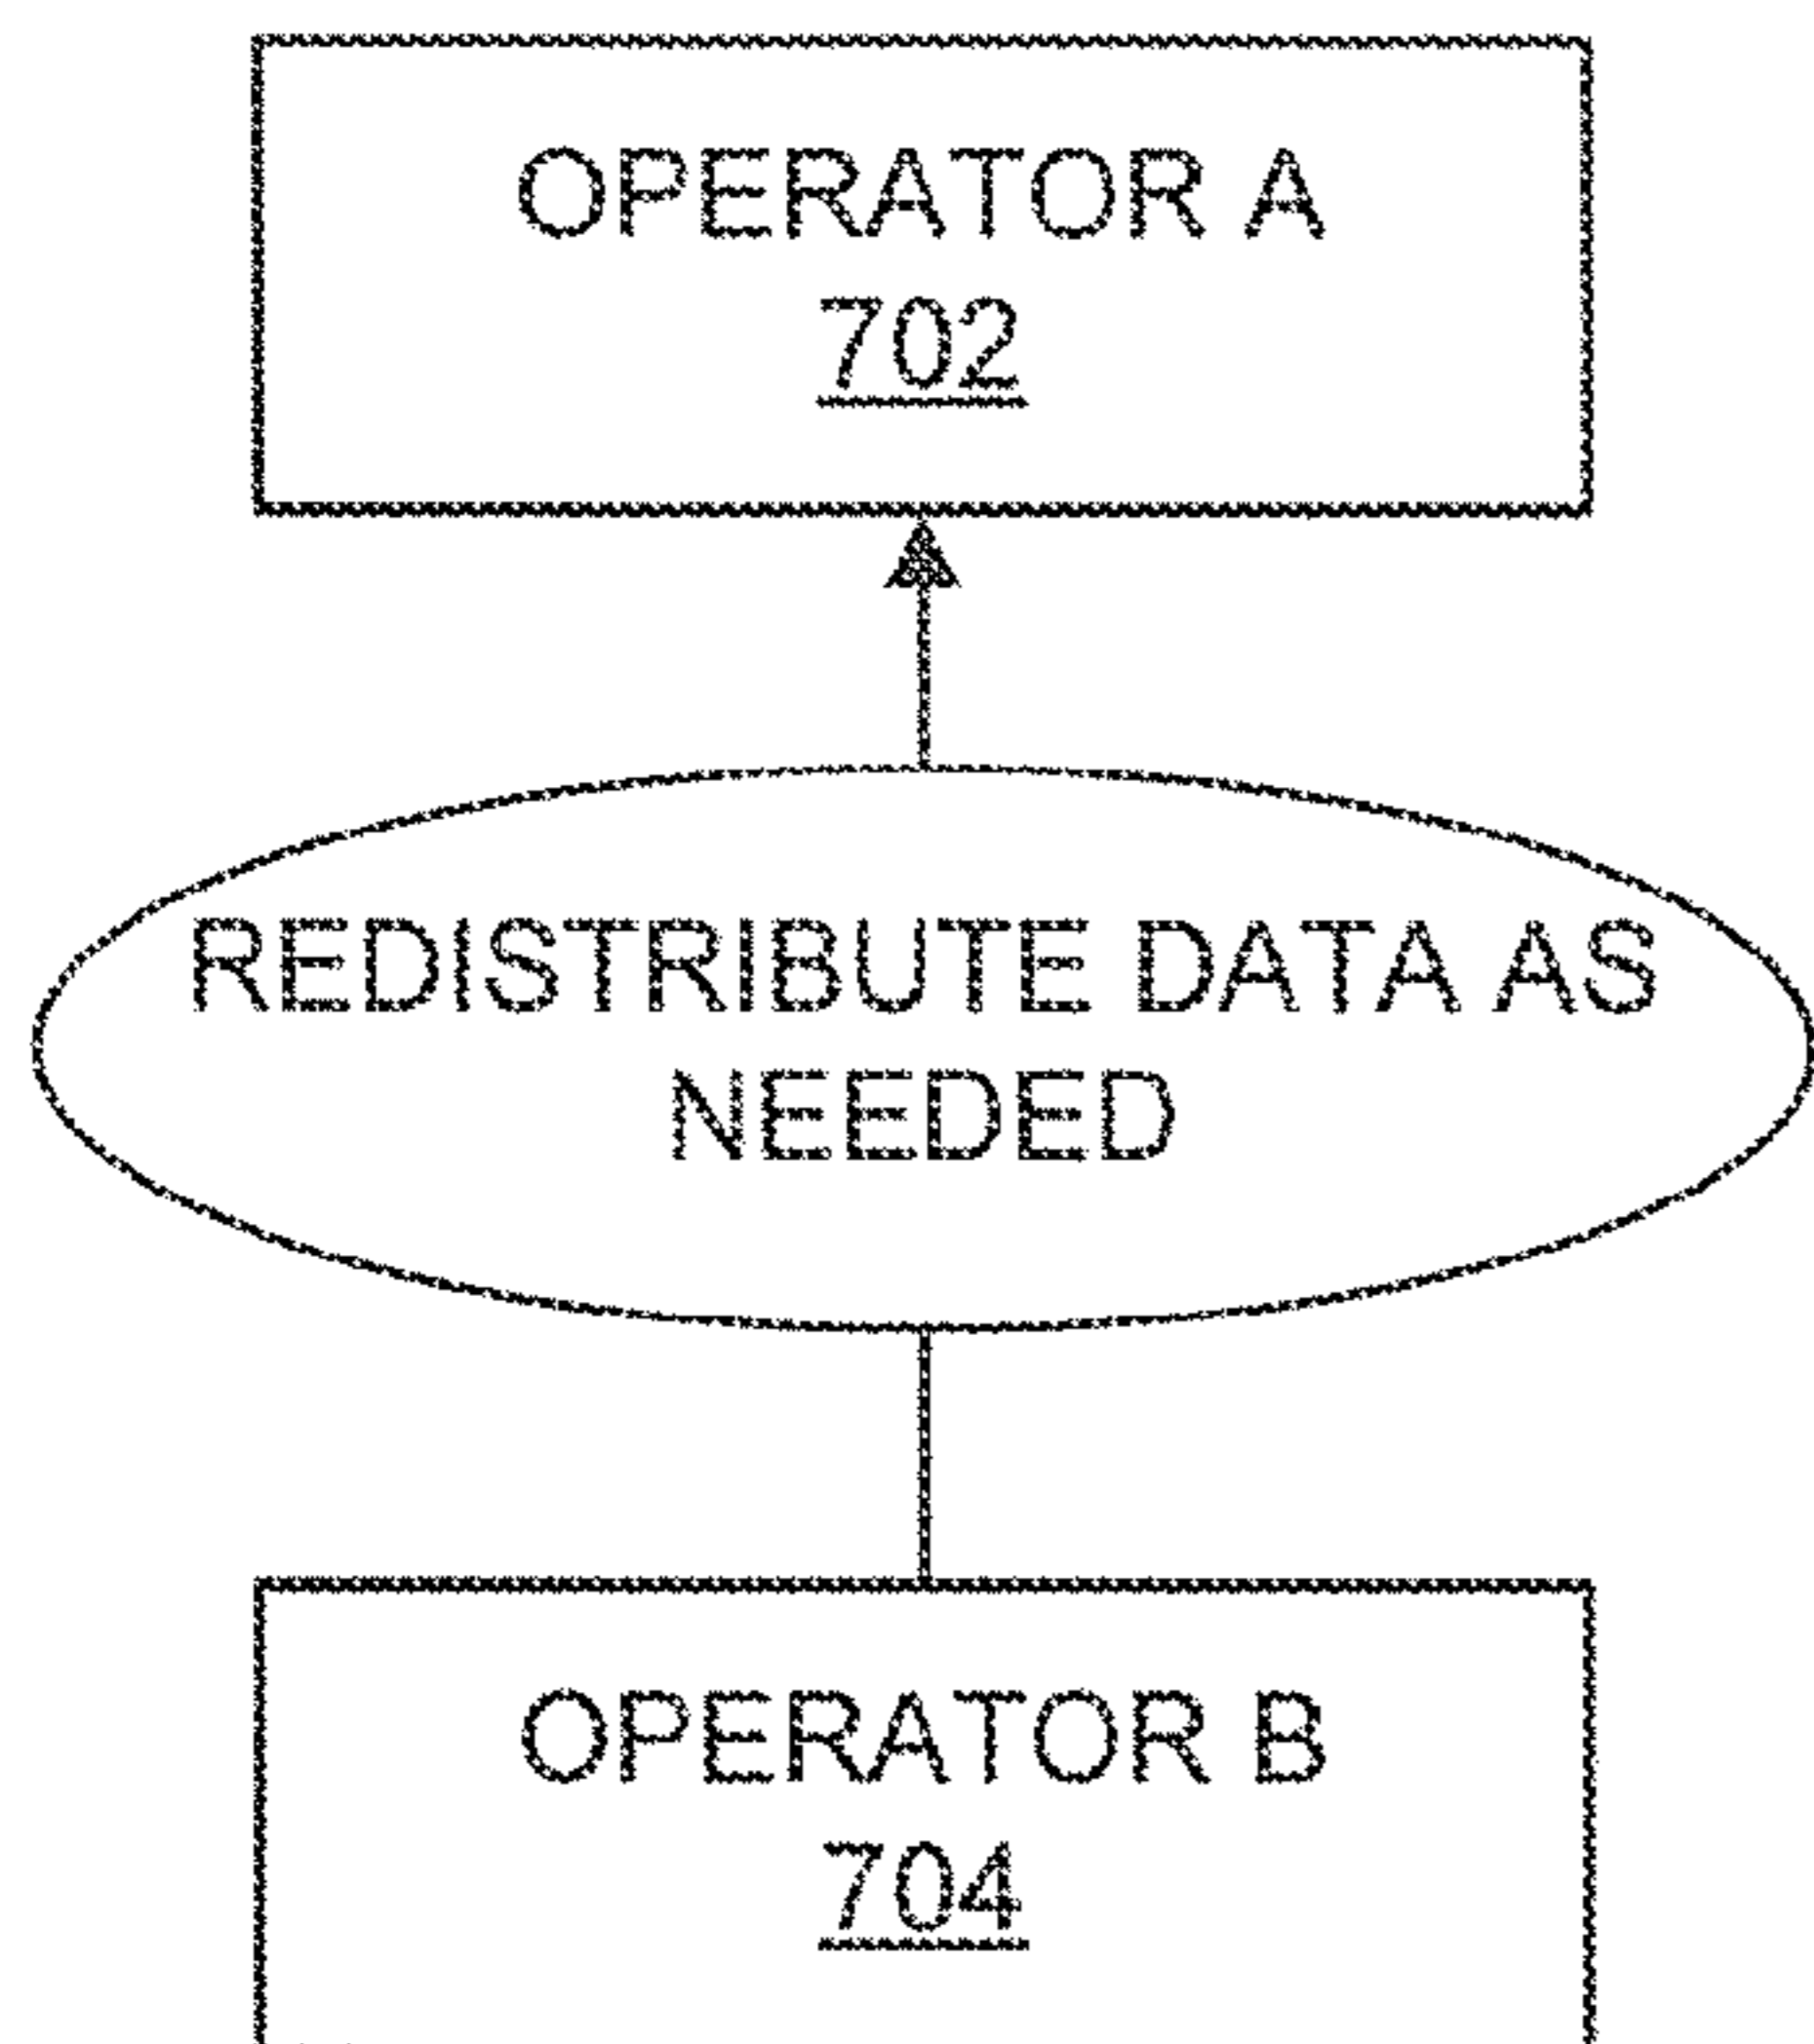 OPERATOR A
702
REDISTRIBUTE DATA AS
NEEDED
OPERATOR B
704